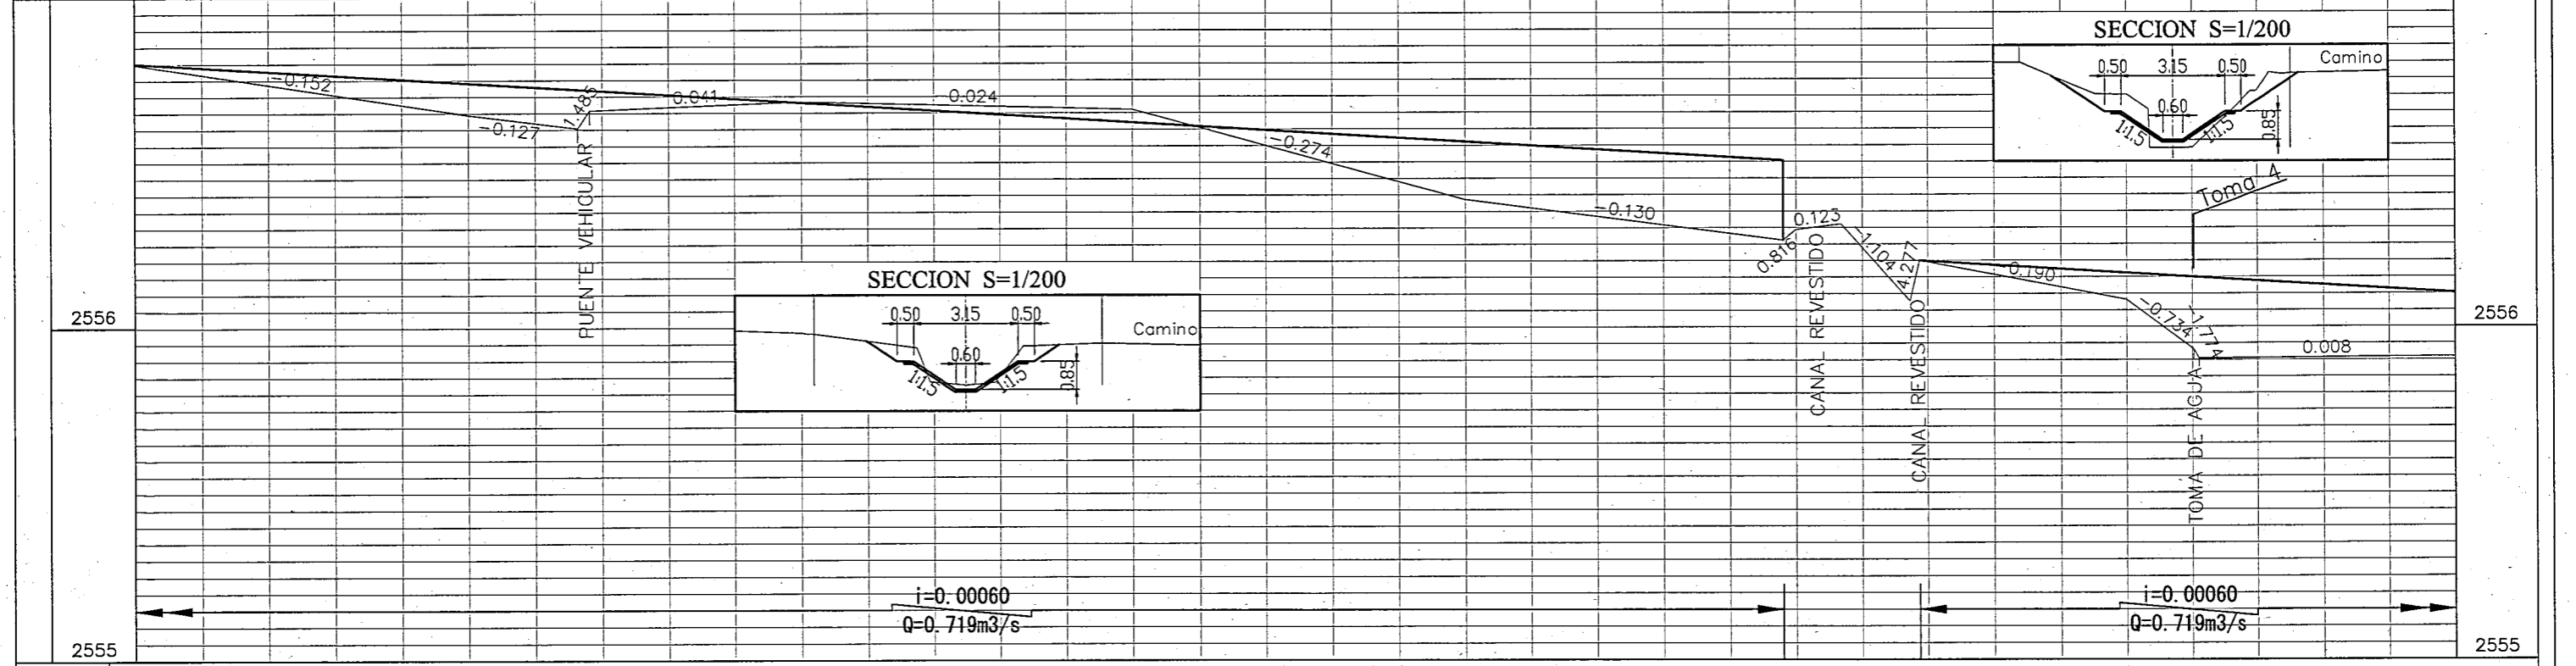 SECCION S=1/200
0.50 3.15 0.50
Camino
0.60
1:1.5 1:1.5
0.85
-0.152
-0.127
1.485
0.041
0.024
-0.274
-0.130
0.816
0.123
-1.104
4.277
0.190
-0.734
-1.774
0.008
Toma 4
PUENTE VEHICULAR
CANAL REVESTIDO
CANAL REVESTIDO
TOMA DE AGUA
SECCION S=1/200
0.50 3.15 0.50
Camino
0.60
1:1.5 1:1.5
0.85
2556
2556
i=0.00060
Q=0.719m3/s
i=0.00060
Q=0.719m3/s
2555
2555